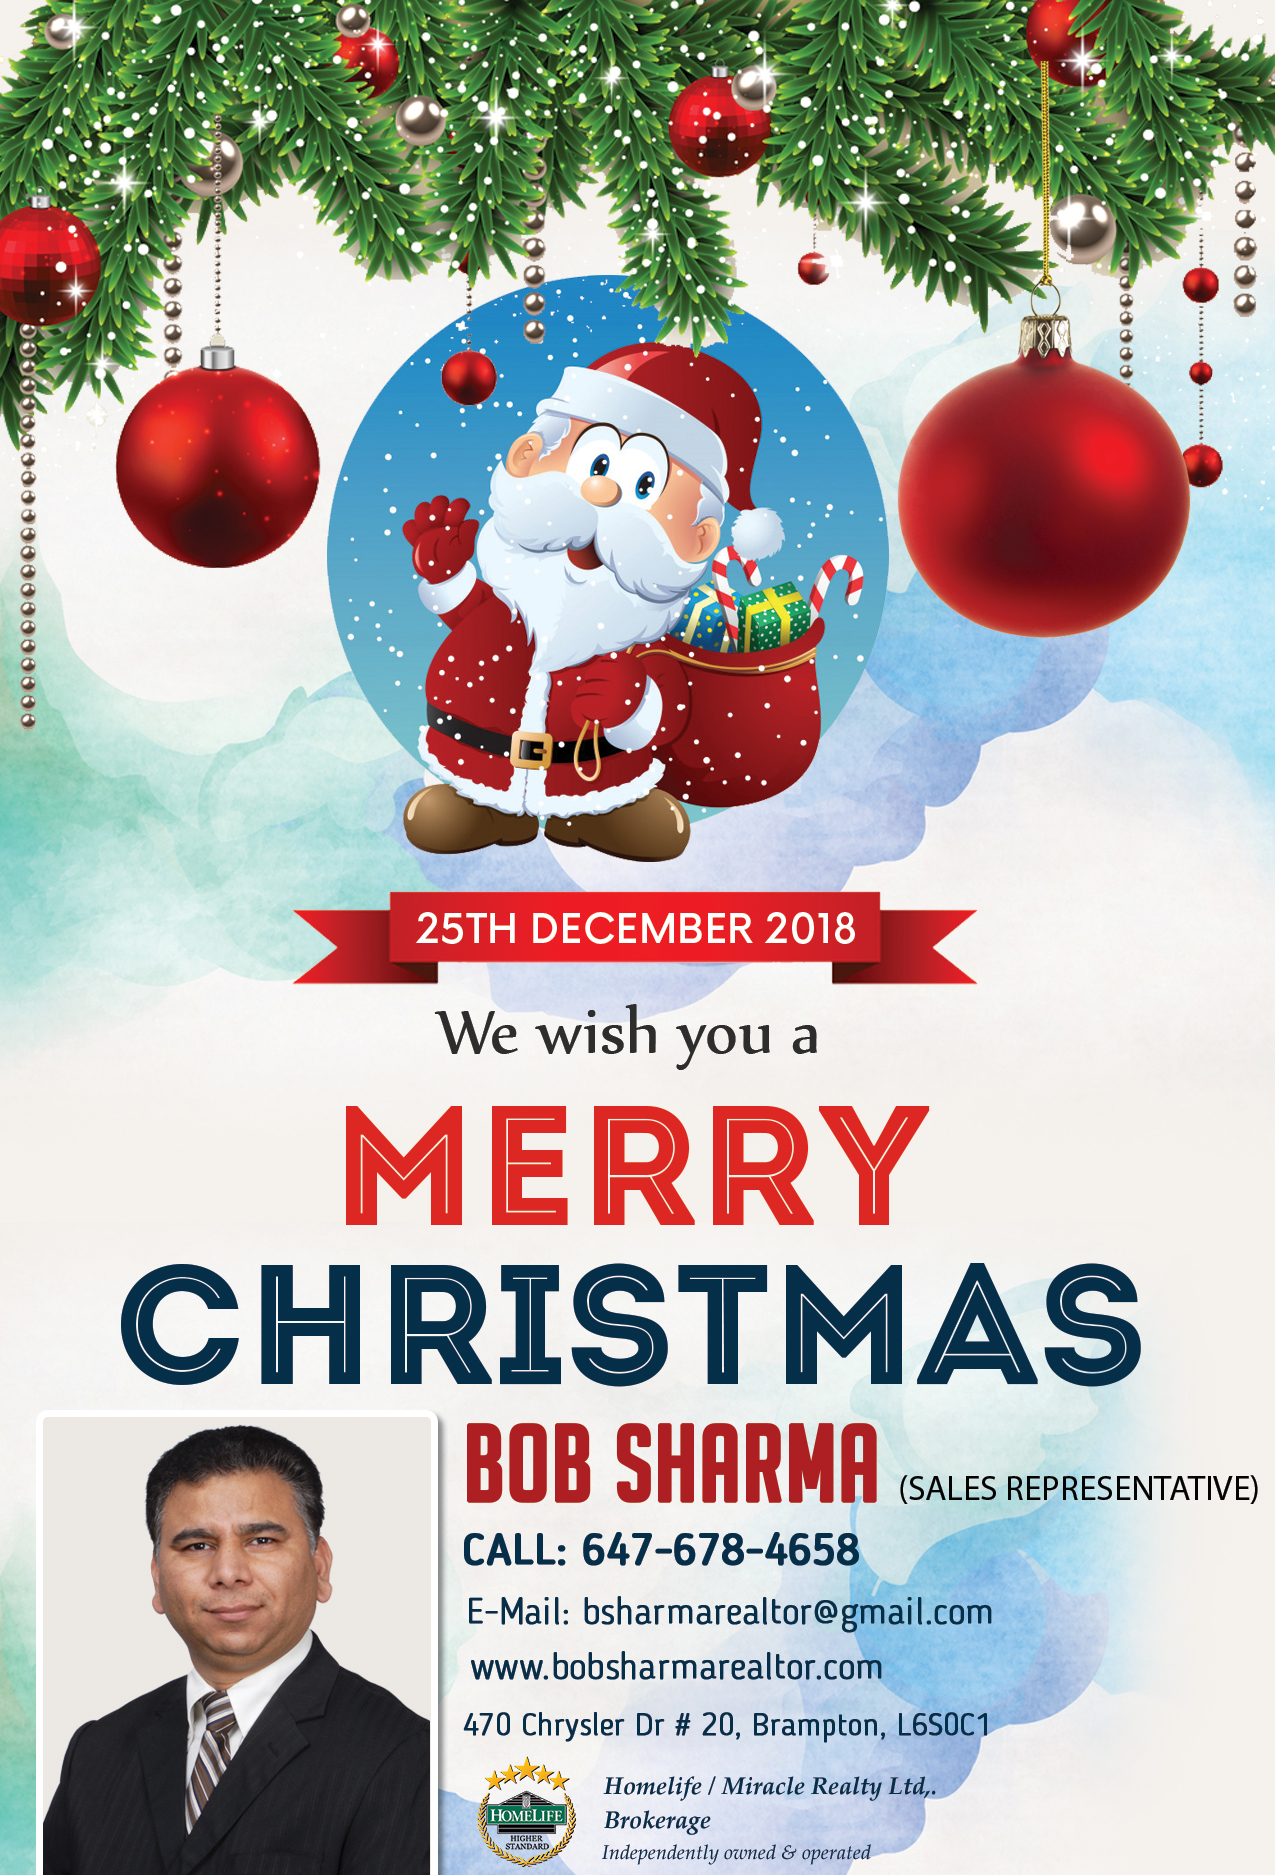 25TH DECEMBER 2018
We wish you a
MERRY
CHRISTMAS
BOB SHARMA (SALES REPRESENTATIVE)
CALL: 647-678-4658
E-Mail: bsharmarealtor@gmail.com
www.bobsharmarealtor.com
470 Chrysler Dr # 20, Brampton, L6S0C1
HOMELIFE
HIGHER
STANDARD
Homelife / Miracle Realty Ltd,.
Brokerage
Independently owned & operated